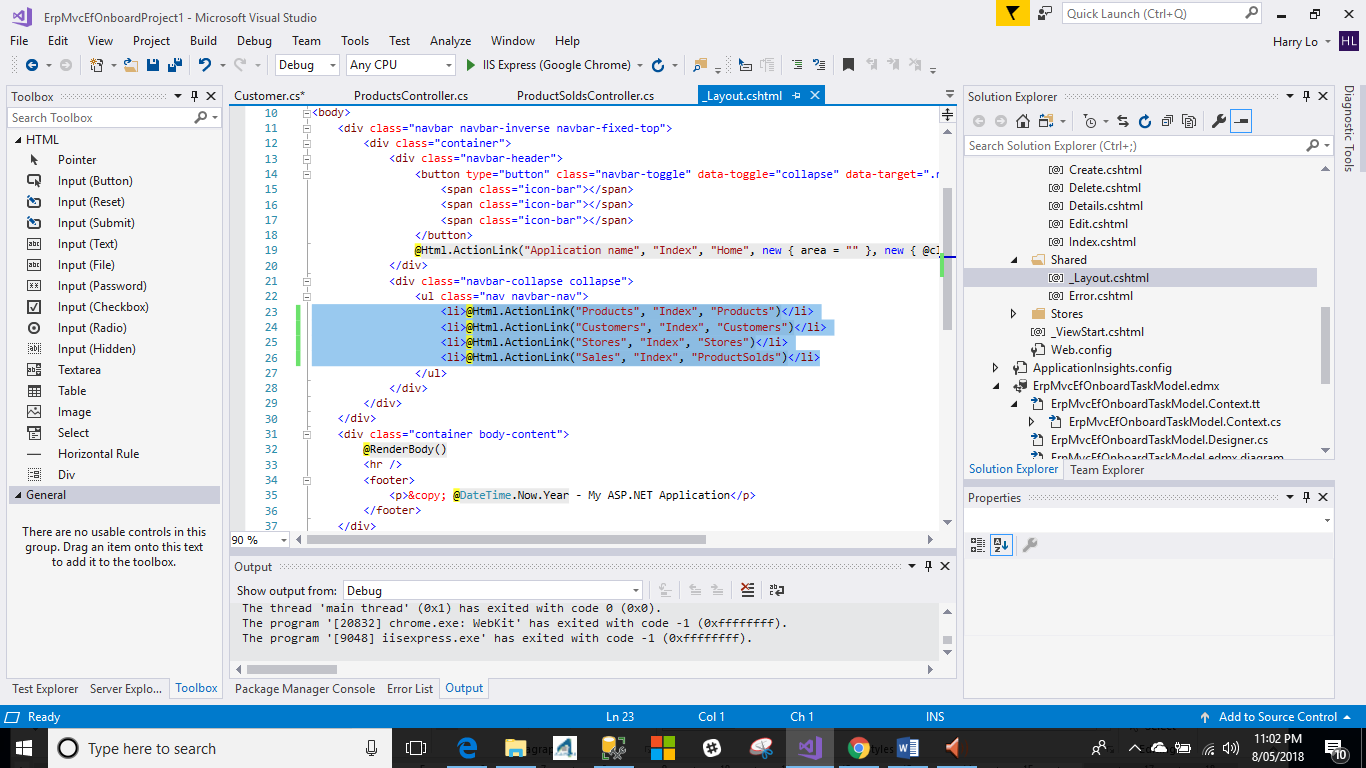 ErpMvcEfOnboardProject1 - Microsoft Visual Studio
Quick Launch (Ctrl+Q)
File Edit View Project Build Debug Team Tools Test Analyze Window Help
Harry Lo HL
Debug Any CPU IIS Express (Google Chrome)
Toolbox
Search Toolbox
HTML
Pointer
Input (Button)
Input (Reset)
Input (Submit)
Input (Text)
Input (File)
Input (Password)
Input (Checkbox)
Input (Radio)
Input (Hidden)
Textarea
Table
Image
Select
Horizontal Rule
Div
General
There are no usable controls in this
group. Drag an item onto this text
to add it to the toolbox.
Test Explorer Server Explo... Toolbox
Customer.cs* ProductsController.cs ProductSoldsController.cs _Layout.cshtml
10 <body>
11 <div class="navbar navbar-inverse navbar-fixed-top">
12 <div class="container">
13 <div class="navbar-header">
14 <button type="button" class="navbar-toggle" data-toggle="collapse" data-target=".n
15 <span class="icon-bar"></span>
16 <span class="icon-bar"></span>
17 <span class="icon-bar"></span>
18 </button>
19 @Html.ActionLink("Application name", "Index", "Home", new { area = "" }, new { @cl
20 </div>
21 <div class="navbar-collapse collapse">
22 <ul class="nav navbar-nav">
23 <li>@Html.ActionLink("Products", "Index", "Products")</li>
24 <li>@Html.ActionLink("Customers", "Index", "Customers")</li>
25 <li>@Html.ActionLink("Stores", "Index", "Stores")</li>
26 <li>@Html.ActionLink("Sales", "Index", "ProductSolds")</li>
27 </ul>
28 </div>
29 </div>
30 </div>
31 <div class="container body-content">
32 @RenderBody()
33 <hr />
34 <footer>
35 <p>&copy; @DateTime.Now.Year - My ASP.NET Application</p>
36 </footer>
37 </div>
90 %
Output
Show output from: Debug
The thread 'main thread' (0x1) has exited with code 0 (0x0).
The program '[20832] chrome.exe: WebKit' has exited with code -1 (0xffffffff).
The program '[9048] iisexpress.exe' has exited with code -1 (0xffffffff).
Package Manager Console Error List Output
Solution Explorer
Search Solution Explorer (Ctrl+;)
Create.cshtml
Delete.cshtml
Details.cshtml
Edit.cshtml
Index.cshtml
Shared
_Layout.cshtml
Error.cshtml
Stores
_ViewStart.cshtml
Web.config
ApplicationInsights.config
ErpMvcEfOnboardTaskModel.edmx
ErpMvcEfOnboardTaskModel.Context.tt
ErpMvcEfOnboardTaskModel.Context.cs
ErpMvcEfOnboardTaskModel.Designer.cs
ErpMvcEfOnboardTaskModel.edmx.diagram
Solution Explorer Team Explorer
Properties
Diagnostic Tools
Ready Ln 23 Col 1 Ch 1 INS Add to Source Control
Type here to search
11:02 PM
8/05/2018
10